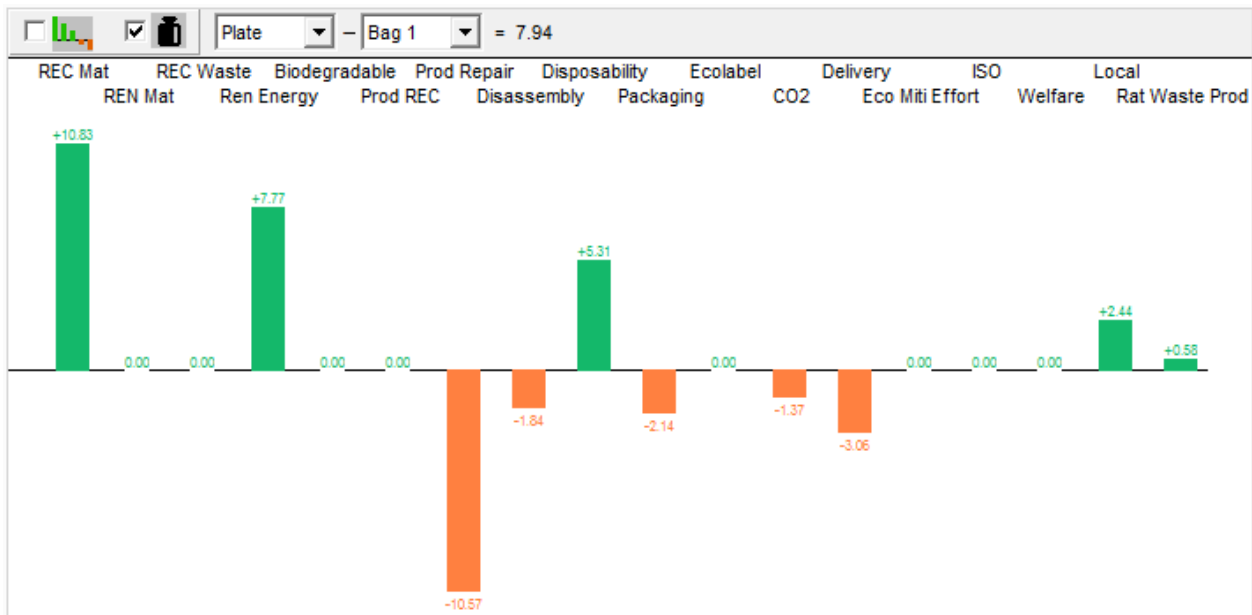 Plate – Bag 1 = 7.94
REC Mat REC Waste Biodegradable Prod Repair Disposability Ecolabel Delivery ISO Local
REN Mat Ren Energy Prod REC Disassembly Packaging CO2 Eco Miti Effort Welfare Rat Waste Prod
+10.83
+7.77
+5.31
+2.44
+0.58
0.00 0.00 0.00 0.00 0.00 0.00 0.00 0.00
-1.84
-2.14
-1.37
-3.06
-10.57